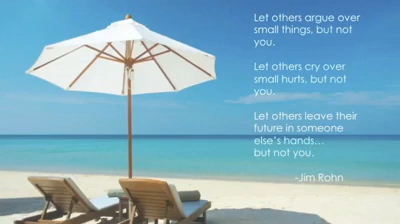 Let others argue over
small things, but not
you.
Let others cry over
small hurts, but not
you.
Let others leave their
future in someone
else's hands...
but not you.
-Jim Rohn